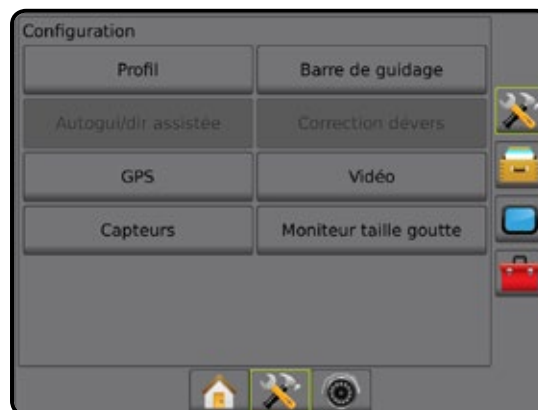 Configuration
Profil
Barre de guidage
Autogui/dir assistée
Correction dévers
GPS
Vidéo
Capteurs
Moniteur taille goutte